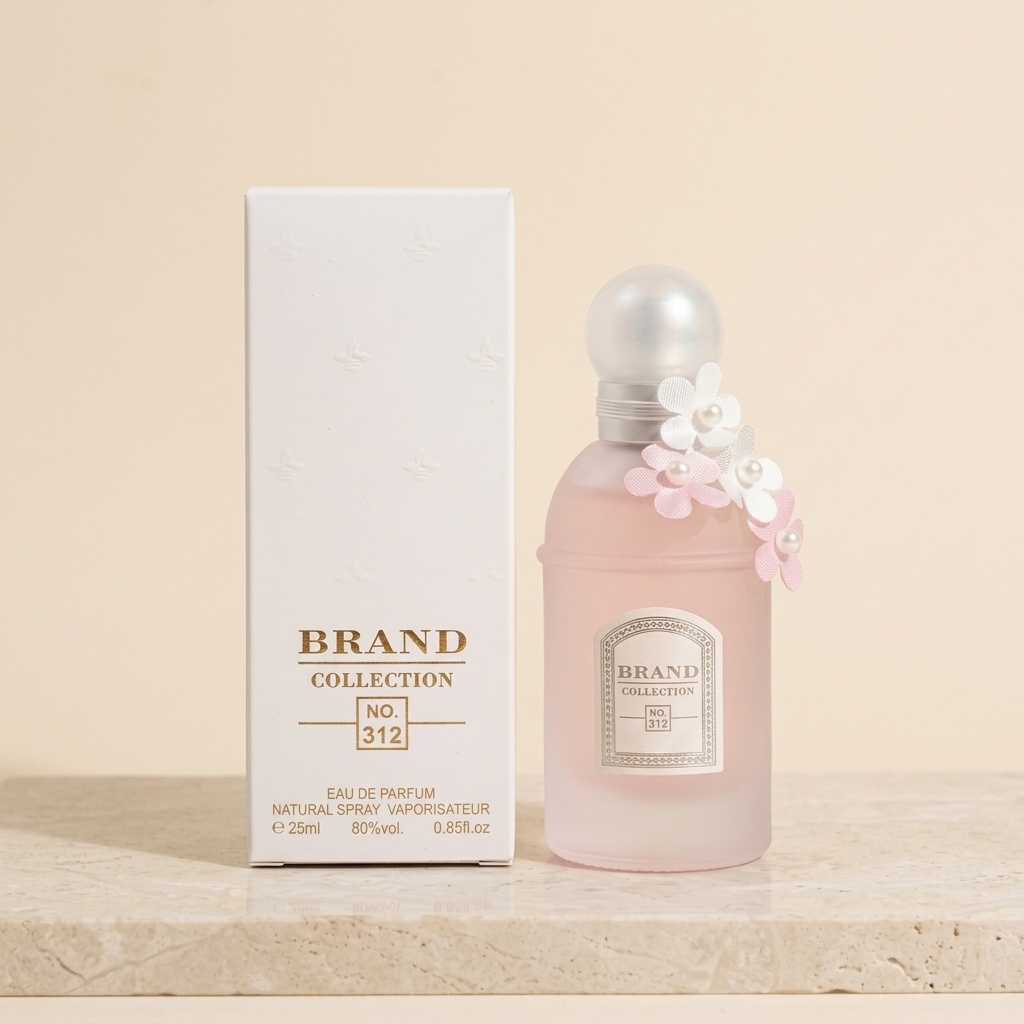 BRAND
COLLECTION
NO.
312
EAU DE PARFUM
NATURAL SPRAY VAPORISATEUR
℮ 25ml 80%vol. 0.85fl.oz
BRAND
COLLECTION
NO.
312